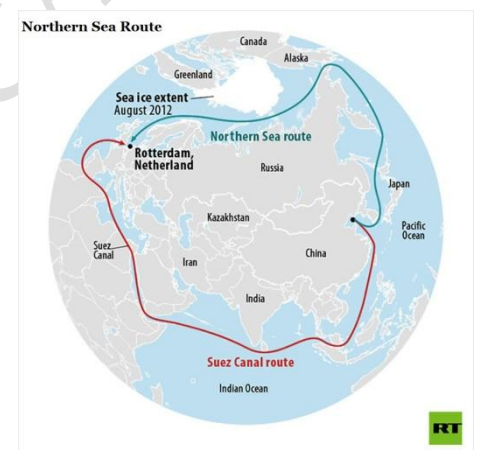 Northern Sea Route
Canada
Alaska
Greenland
Sea ice extent
August 2012
Northern Sea route
Rotterdam,
Netherland
Russia
Japan
Kazakhstan
Pacific
Ocean
Suez
Canal
Iran
China
India
Suez Canal route
Indian Ocean
RT